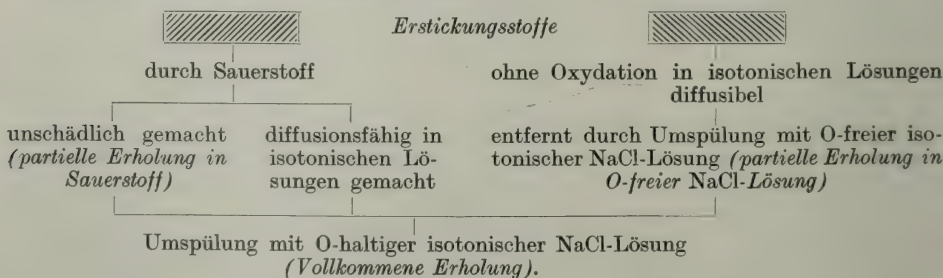 Erstickungsstoffe
durch Sauerstoff
ohne Oxydation in isotonischen Lösungen
diffusibel
unschädlich gemacht
(partielle Erholung in
Sauerstoff)
diffusionsfähig in
isotonischen Lö-
sungen gemacht
entfernt durch Umspülung mit O-freier iso-
tonischer NaCl-Lösung (partielle Erholung in
O-freier NaCl-Lösung)
Umspülung mit O-haltiger isotonischer NaCl-Lösung
(Vollkommene Erholung).